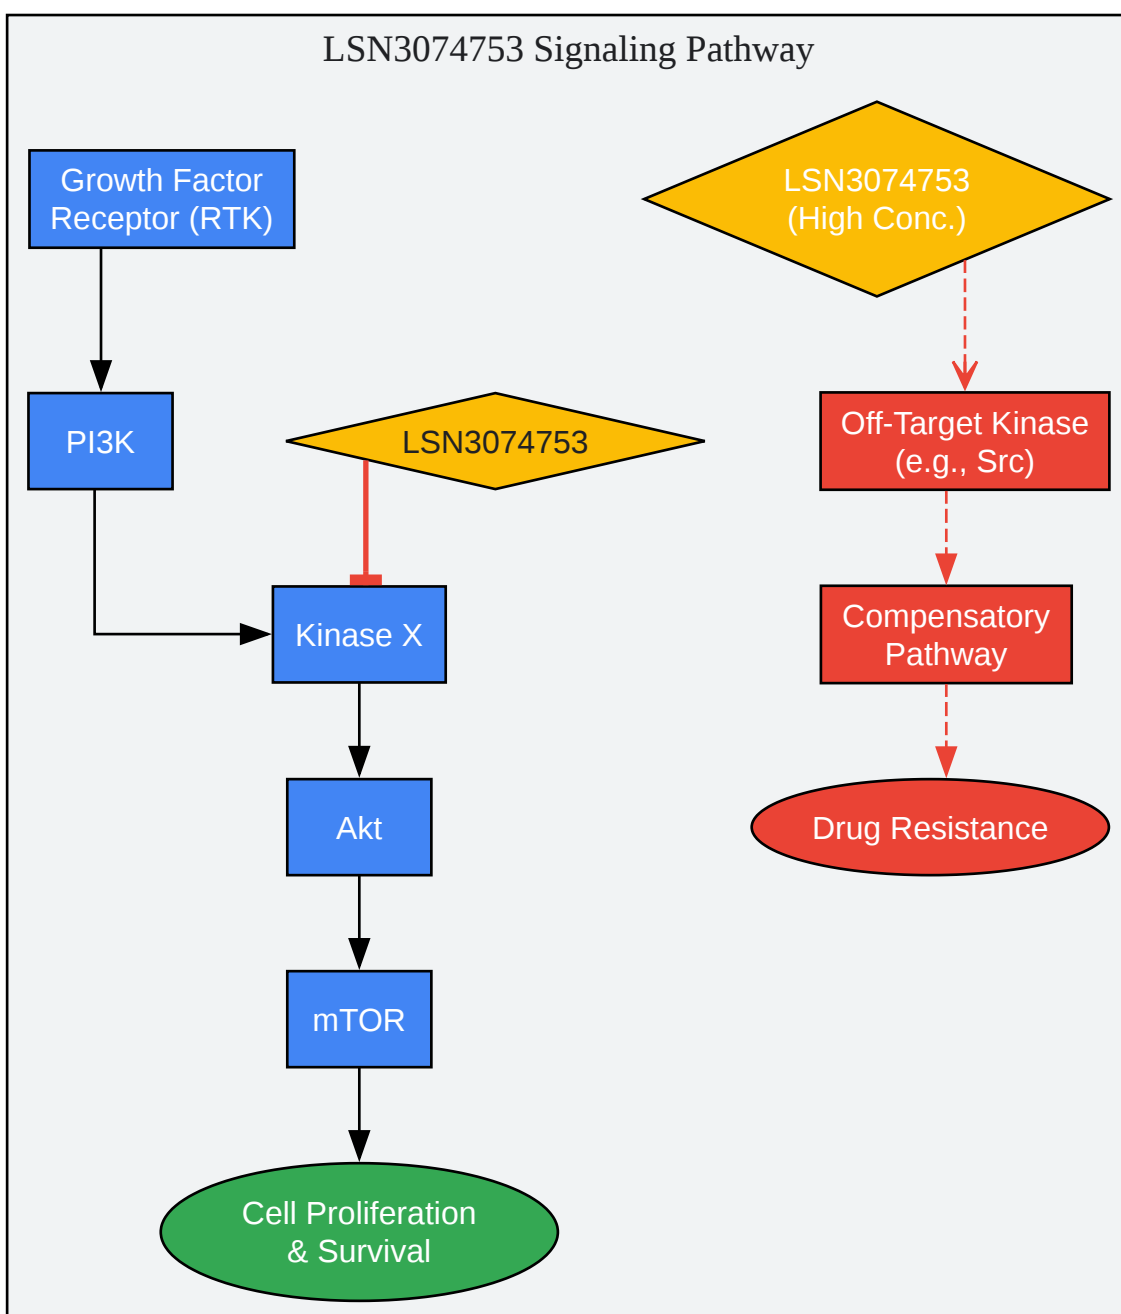 LSN3074753 Signaling Pathway
Growth Factor
Receptor (RTK)
LSN3074753
(High Conc.)
PI3K
LSN3074753
Off-Target Kinase
(e.g., Src)
Kinase X
Compensatory
Pathway
Akt
Drug Resistance
mTOR
Cell Proliferation
& Survival